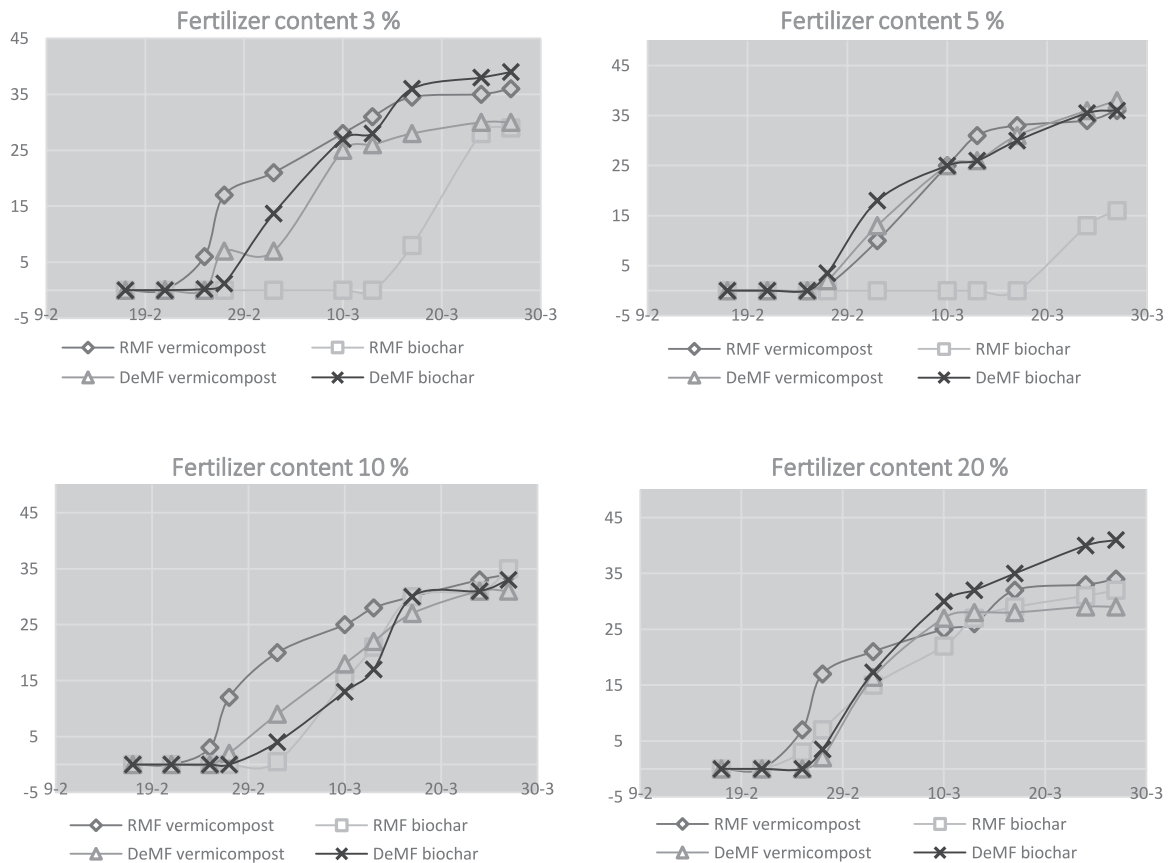 Fertilizer content 3 %
45
35
25
15
5
-5
9-2 19-2 29-2 10-3 20-3 30-3
RMF vermicompost RMF biochar
DeMF vermicompost DeMF biochar
Fertilizer content 5 %
45
35
25
15
5
-5
9-2 19-2 29-2 10-3 20-3 30-3
RMF vermicompost RMF biochar
DeMF vermicompost DeMF biochar
Fertilizer content 10 %
45
35
25
15
5
-5
9-2 19-2 29-2 10-3 20-3 30-3
RMF vermicompost RMF biochar
DeMF vermicompost DeMF biochar
Fertilizer content 20 %
45
35
25
15
5
-5
9-2 19-2 29-2 10-3 20-3 30-3
RMF vermicompost RMF biochar
DeMF vermicompost DeMF biochar